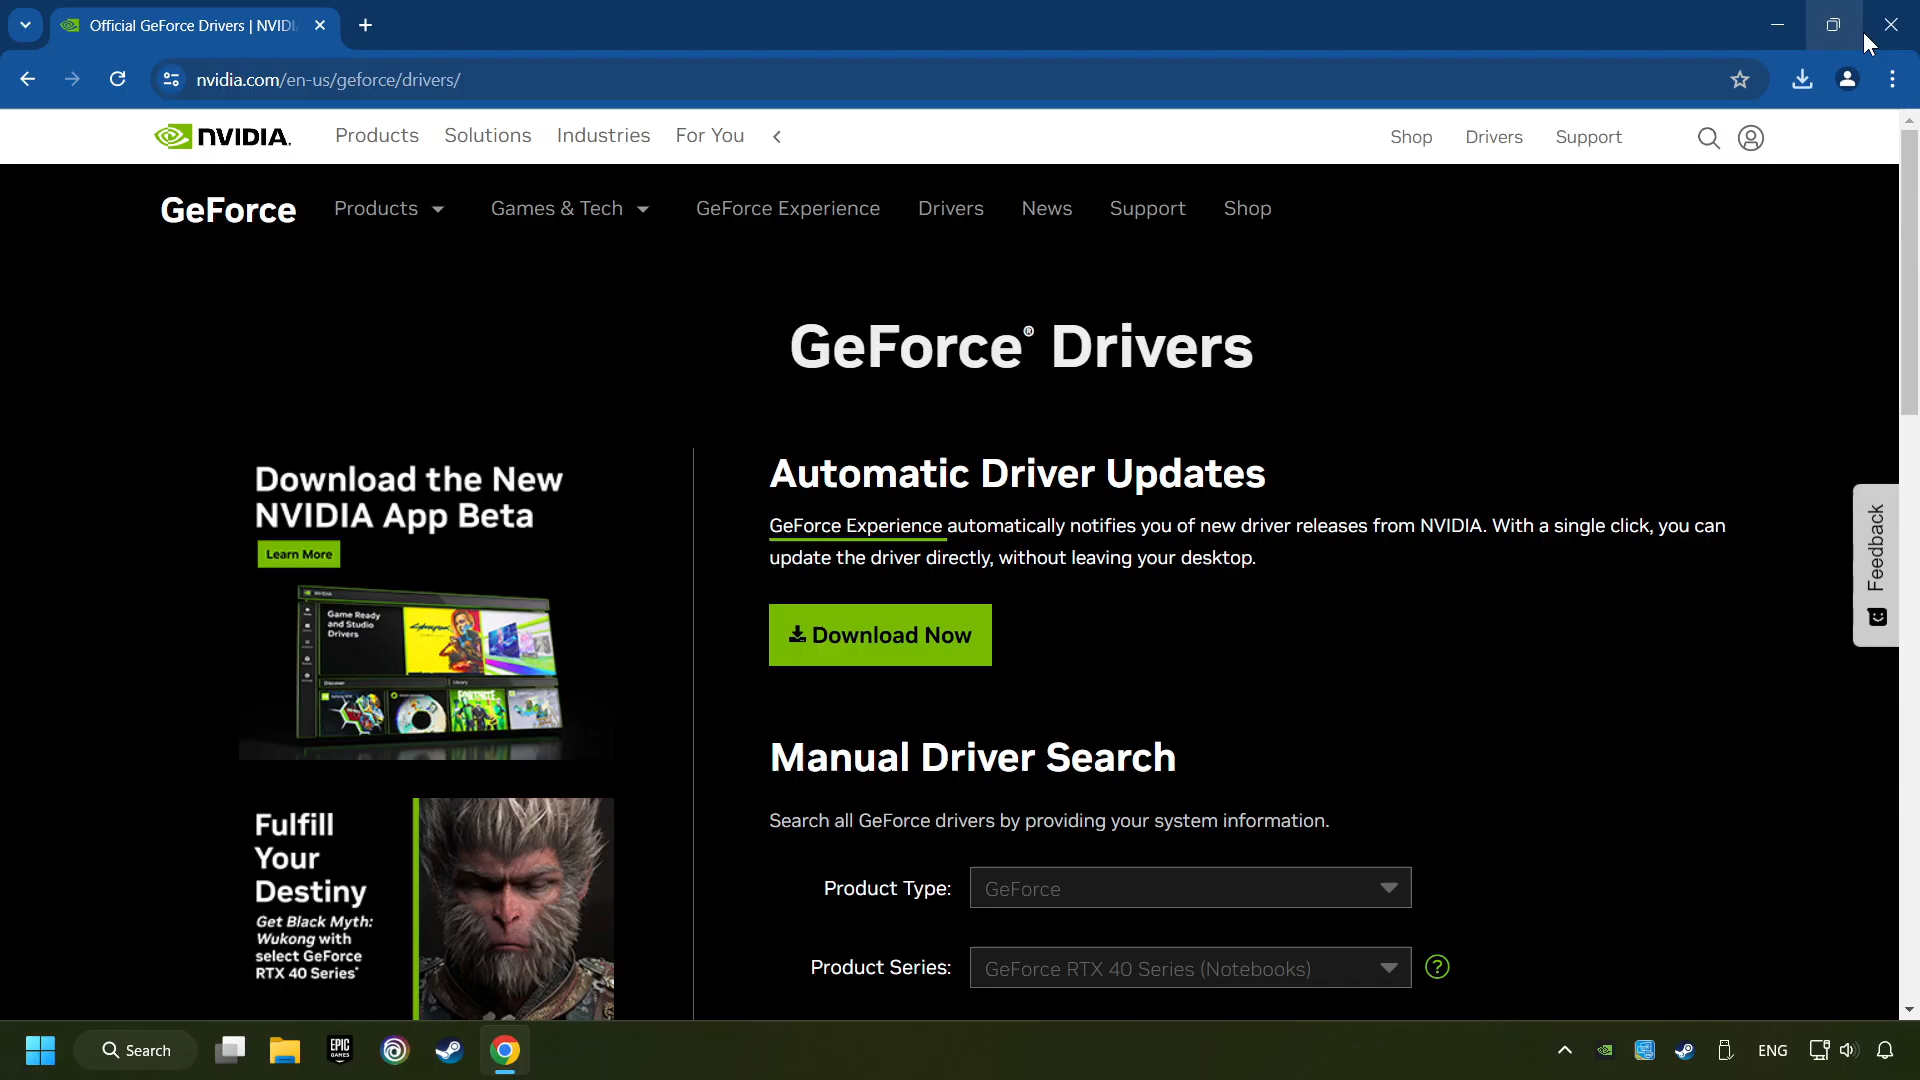 Official GeForce Drivers | NVIDI
nvidia.com/en-us/geforce/drivers/
NVIDIA.
Products
Solutions
Industries
For You
Shop
Drivers
Support
GeForce
Products
Games & Tech
GeForce Experience
Drivers
News
Support
Shop
GeForce® Drivers
Download the New
NVIDIA App Beta
Learn More
NVIDIA
Game Ready
and Studio
Drivers
Discover
Library
FORTNITE
Automatic Driver Updates
GeForce Experience automatically notifies you of new driver releases from NVIDIA. With a single click, you can
update the driver directly, without leaving your desktop.
Download Now
Feedback
Manual Driver Search
Search all GeForce drivers by providing your system information.
Product Type:
GeForce
Product Series:
GeForce RTX 40 Series (Notebooks)
?
Fulfill
Your
Destiny
Get Black Myth:
Wukong with
select GeForce
RTX 40 Series*
Search
EPIC
GAMES
ENG